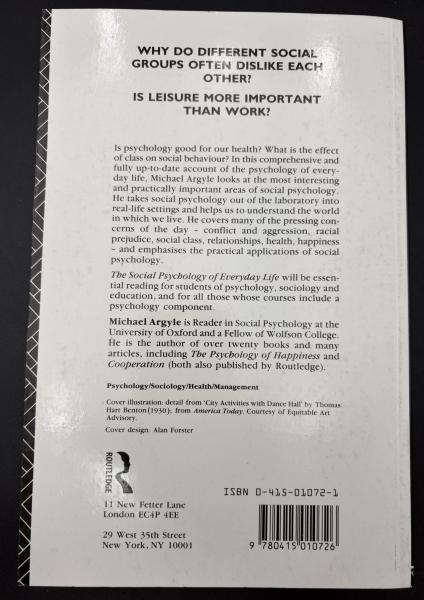 WHY DO DIFFERENT SOCIAL
GROUPS OFTEN DISLIKE EACH
OTHER?
IS LEISURE MORE IMPORTANT
THAN WORK?
Is psychology good for our health? What is the effect
of class on social behaviour? In this comprehensive and
fully up-to-date account of the psychology of every-
day life, Michael Argyle looks at the most interesting
and practically important areas of social psychology.
He takes social psychology out of the laboratory into
real-life settings and helps us to understand the world
in which we live. He covers many of the pressing con-
cerns of the day – conflict and aggression, racial
prejudice, social class, relationships, health, happiness
– and emphasises the practical applications of social
psychology.
The Social Psychology of Everyday Life will be essen-
tial reading for students of psychology, sociology and
education, and for all those whose courses include a
psychology component.
Michael Argyle is Reader in Social Psychology at the
University of Oxford and a Fellow of Wolfson College.
He is the author of over twenty books and many
articles, including The Psychology of Happiness and
Cooperation (both also published by Routledge).
Psychology/Sociology/Health/Management
Cover illustration: detail from 'City Activities with Dance Hall' by Thomas
Hart Benton (1930); from America Today. Courtesy of Equitable Art
Advisory.
Cover design: Alan Forster
ROUTLEDGE
11 New Fetter Lane
London EC4P 4EE
29 West 35th Street
New York, NY 10001
ISBN 0-415-01072-1
9 780415 010726